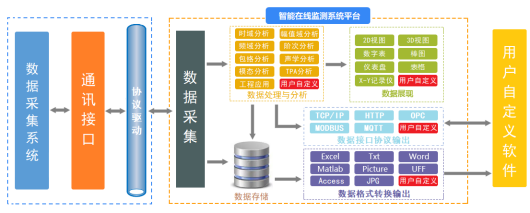 智能在线监测系统平台
数据采集系统
通讯接口
协议驱动
数据采集
时域分析 幅值域分析
频域分析 阶次分析
包络分析 声学分析
模态分析 TPA分析
工程应用 用户自定义
数据处理与分析
2D视图 3D视图
数字表 棒图
仪表盘 表格
X-Y记录仪 用户自定义
数据展现
TCP/IP HTTP OPC
MODBUS MQTT 用户自定义
数据接口协议输出
数据存储
Excel Txt Word
Matlab Picture UFF
Access JPG 用户自定义
数据格式转换输出
用户自定义软件